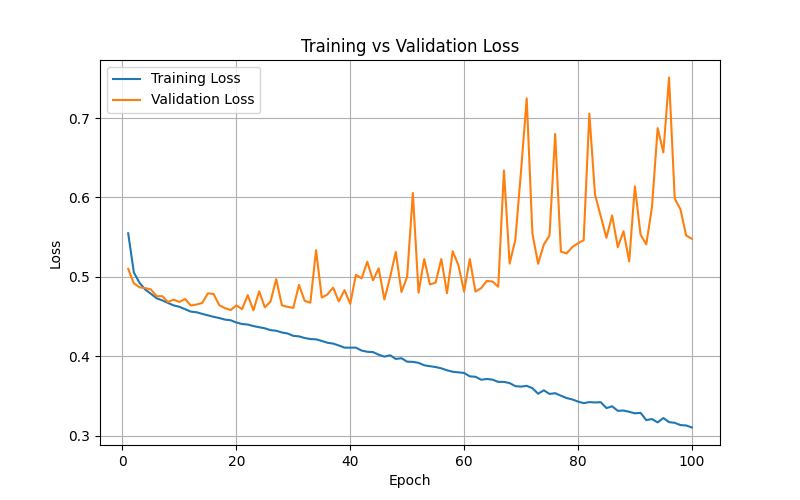 Training vs Validation Loss
Training Loss
Validation Loss
0.7
0.6
0.5
0.4
0.3
Loss
0 20 40 60 80 100
Epoch